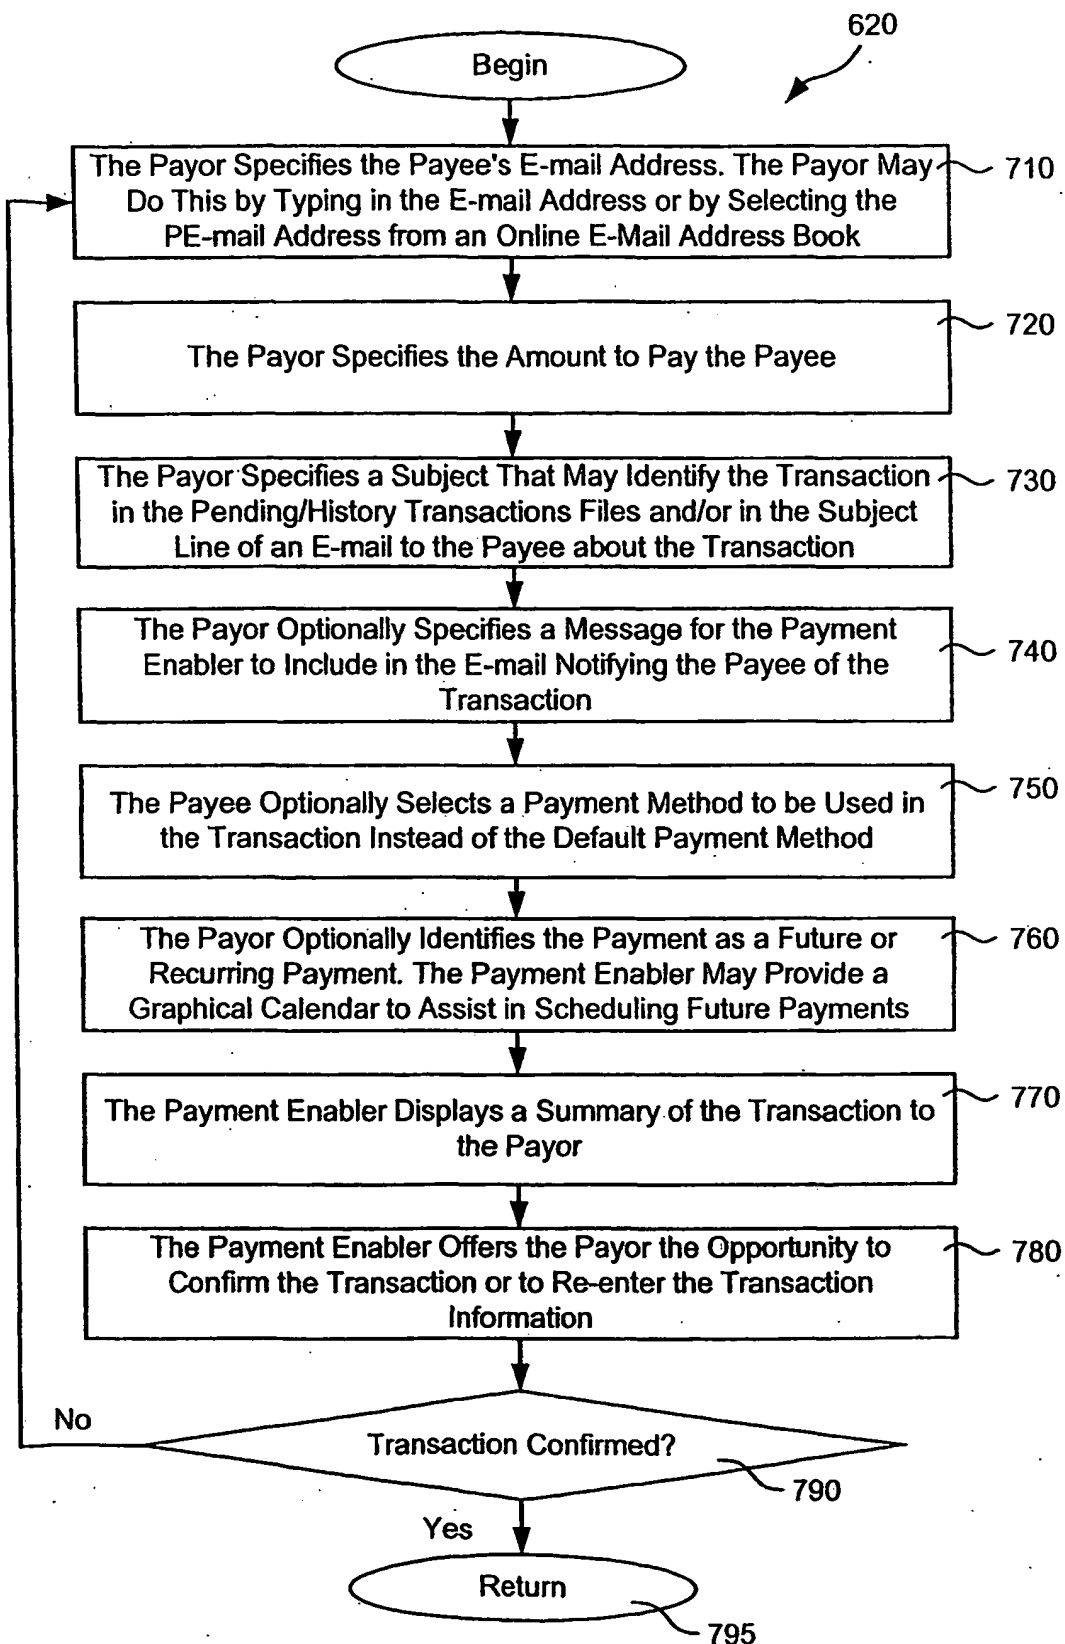 620
Begin
The Payor Specifies the Payee's E-mail Address. The Payor May
Do This by Typing in the E-mail Address or by Selecting the
PE-mail Address from an Online E-Mail Address Book
710
The Payor Specifies the Amount to Pay the Payee
720
The Payor Specifies a Subject That May Identify the Transaction
in the Pending/History Transactions Files and/or in the Subject
Line of an E-mail to the Payee about the Transaction
730
The Payor Optionally Specifies a Message for the Payment
Enabler to Include in the E-mail Notifying the Payee of the
Transaction
740
The Payee Optionally Selects a Payment Method to be Used in
the Transaction Instead of the Default Payment Method
750
The Payor Optionally Identifies the Payment as a Future or
Recurring Payment. The Payment Enabler May Provide a
Graphical Calendar to Assist in Scheduling Future Payments
760
The Payment Enabler Displays a Summary of the Transaction to
the Payor
770
The Payment Enabler Offers the Payor the Opportunity to
Confirm the Transaction or to Re-enter the Transaction
Information
780
No
Transaction Confirmed?
790
Yes
Return
795